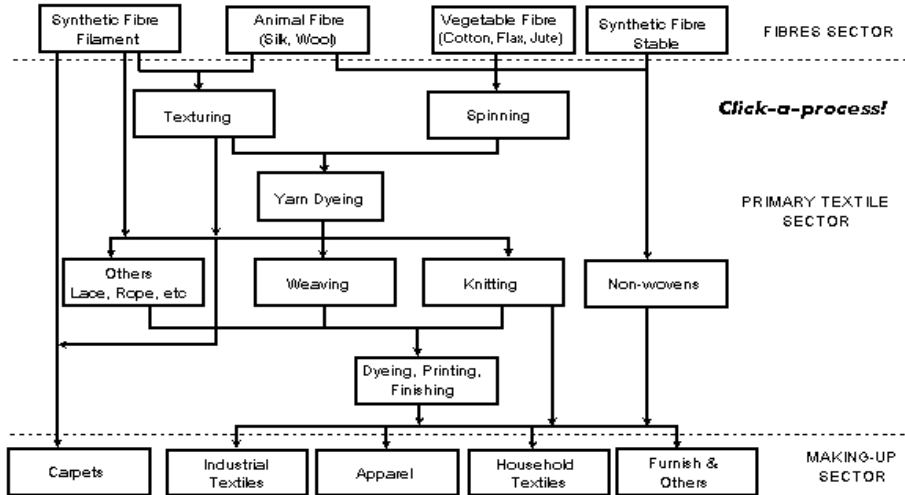 Synthetic Fibre
Filament
Animal Fibre
(Silk, Wool)
Vegetable Fibre
(Cotton, Flax, Jute)
Synthetic Fibre
Stable
FIBRES SECTOR
Texturing
Spinning
Click-a-process!
Yarn Dyeing
PRIMARY TEXTILE
SECTOR
Others
Lace, Rope, etc
Weaving
Knitting
Non-wovens
Dyeing, Printing,
Finishing
Carpets
Industrial
Textiles
Apparel
Household
Textiles
Furnish &
Others
MAKING-UP
SECTOR